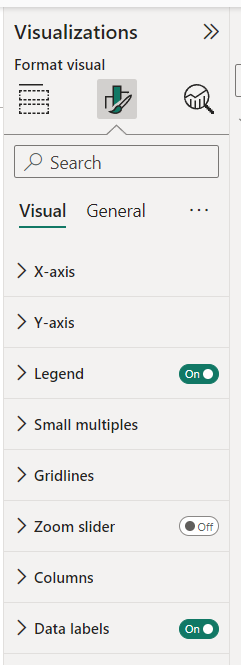 Visualizations
Format visual
Search
Visual General ...
X-axis
Y-axis
Legend On
Small multiples
Gridlines
Zoom slider Off
Columns
Data labels On